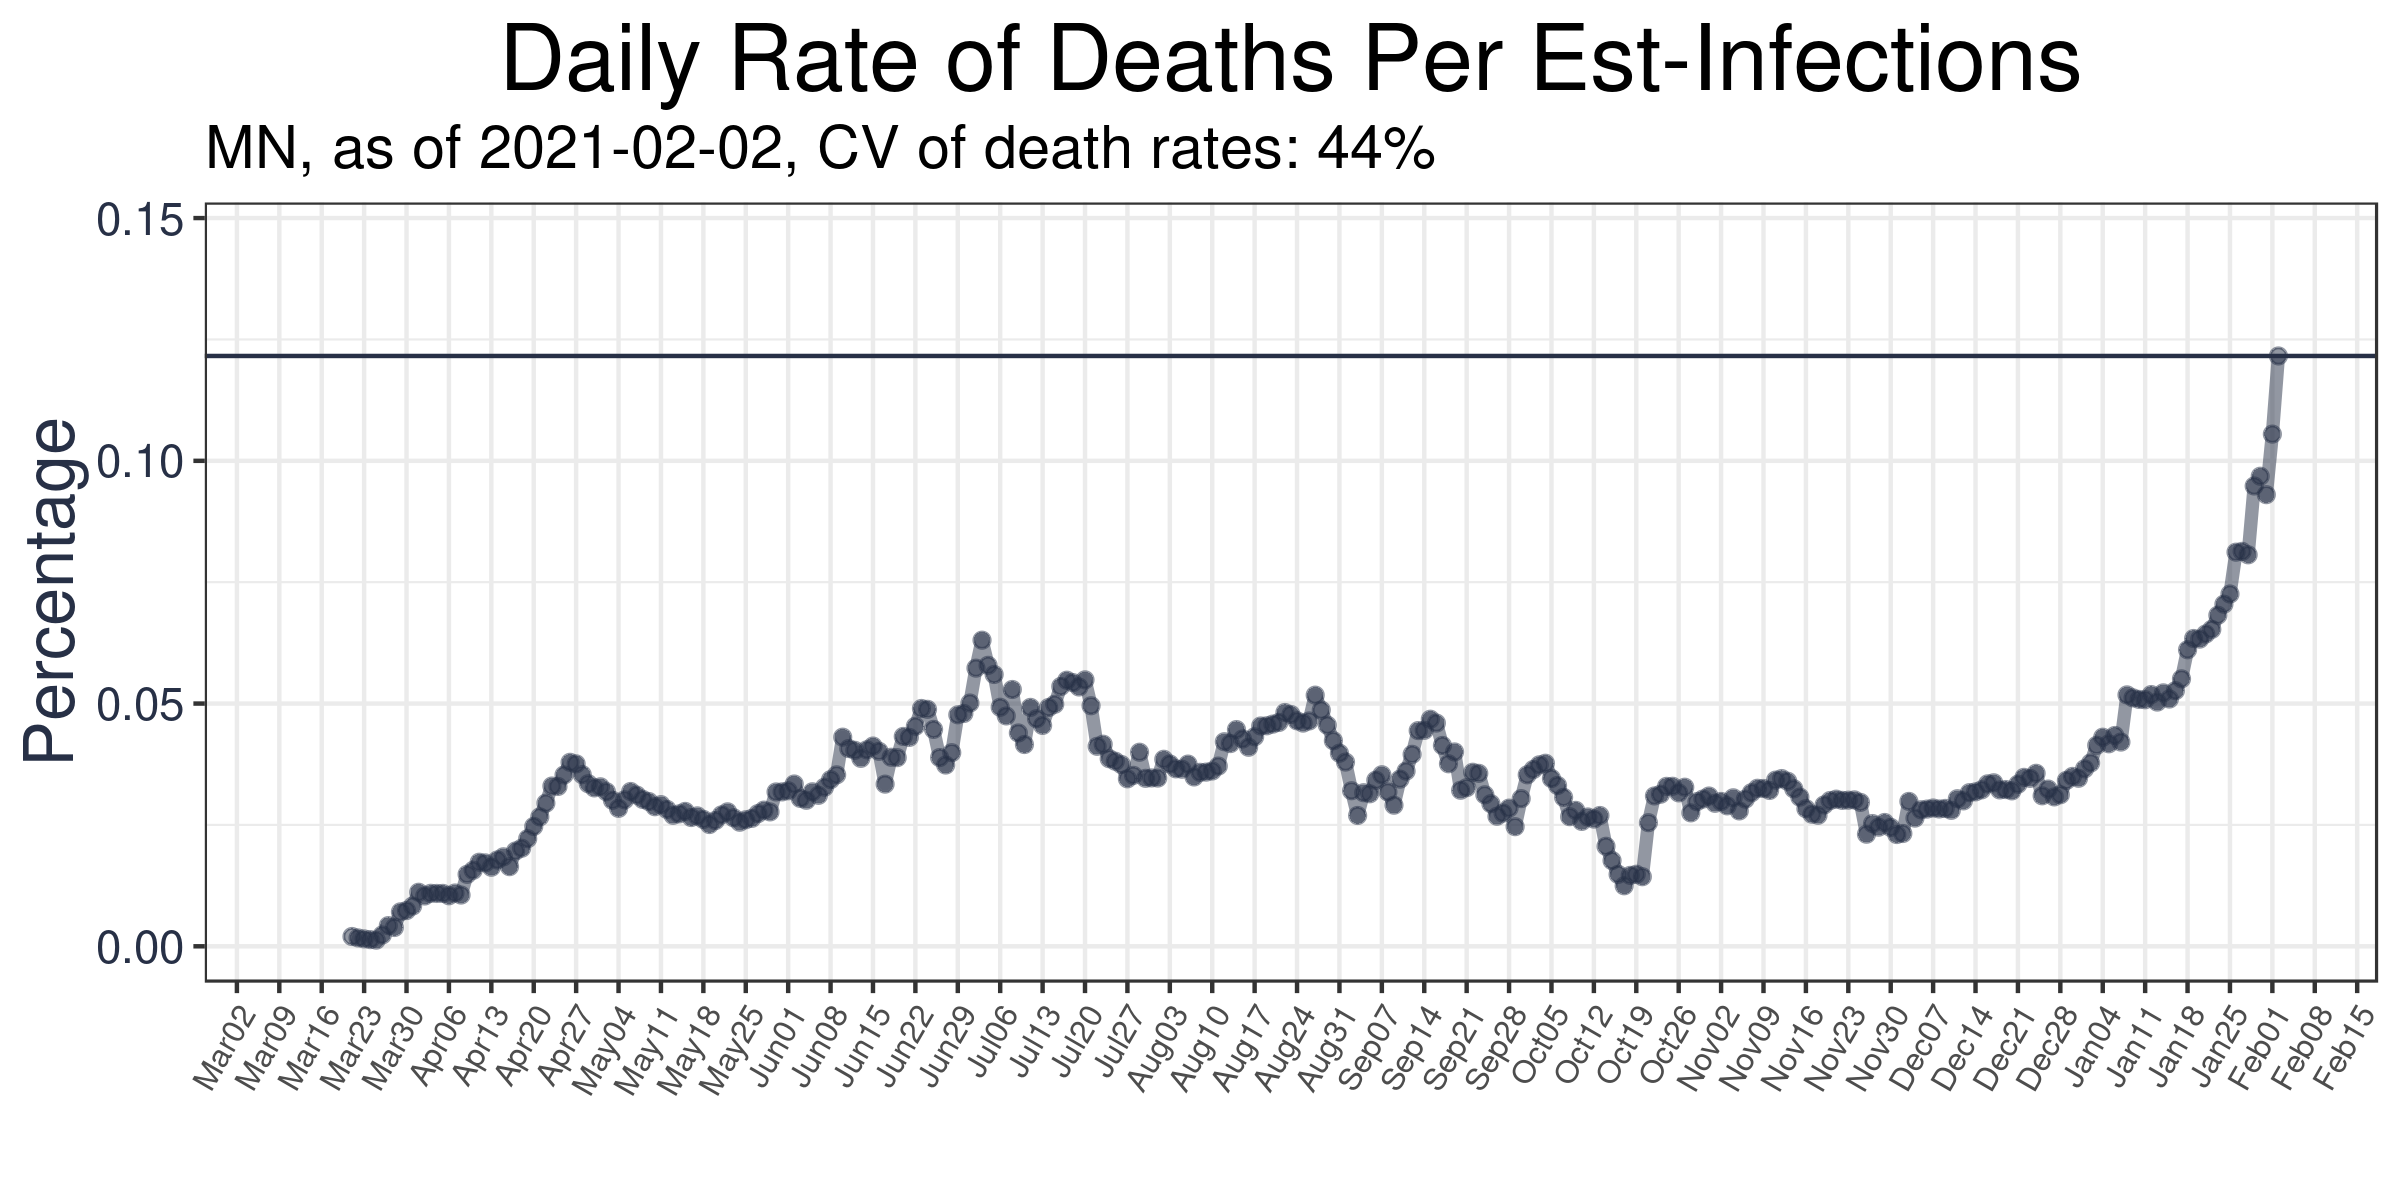 Daily Rate of Deaths Per Est-Infections
MN, as of 2021-02-02, CV of death rates: 44%
Percentage
0.15
0.10
0.05
0.00
Mar02
Mar09
Mar16
Mar23
Mar30
Apr06
Apr13
Apr20
Apr27
May04
May11
May18
May25
Jun01
Jun08
Jun15
Jun22
Jun29
Jul06
Jul13
Jul20
Jul27
Aug03
Aug10
Aug17
Aug24
Aug31
Sep07
Sep14
Sep21
Sep28
Oct05
Oct12
Oct19
Oct26
Nov02
Nov09
Nov16
Nov23
Nov30
Dec07
Dec14
Dec21
Dec28
Jan04
Jan11
Jan18
Jan25
Feb01
Feb08
Feb15